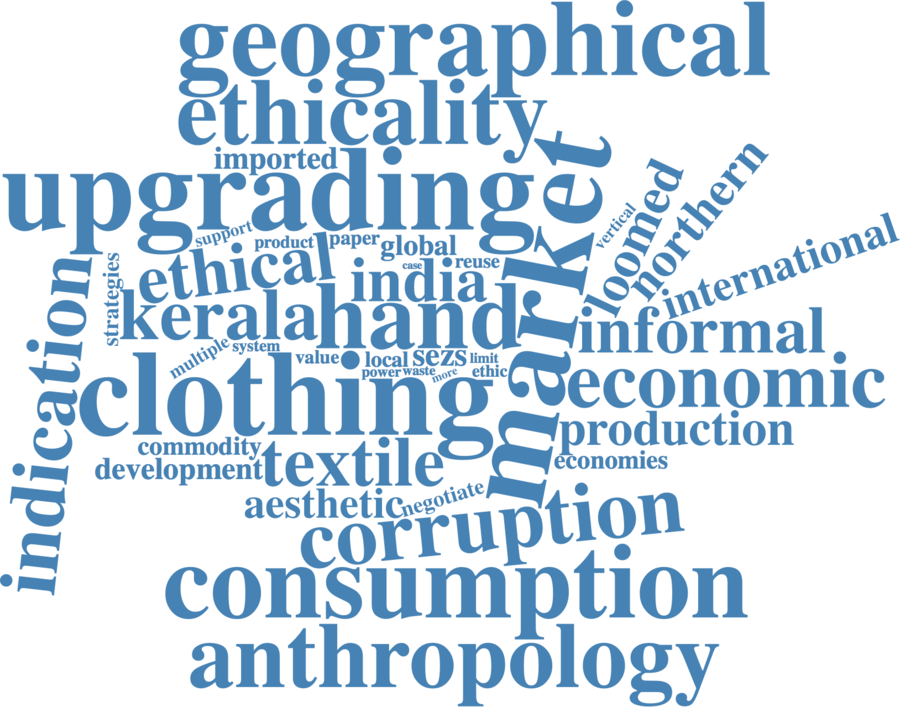 geographical
ethicality
imported
upgrading
market
northern
loomed
vertical
international
support
product
paper
global
case
reuse
ethical
india
strategies
indication
kerala
hand
informal
multiple
system
value
local
sezs
limit
power
waste
more
ethic
clothing
economic
production
commodity
development
textile
economies
aesthetic
negotiate
corruption
consumption
anthropology